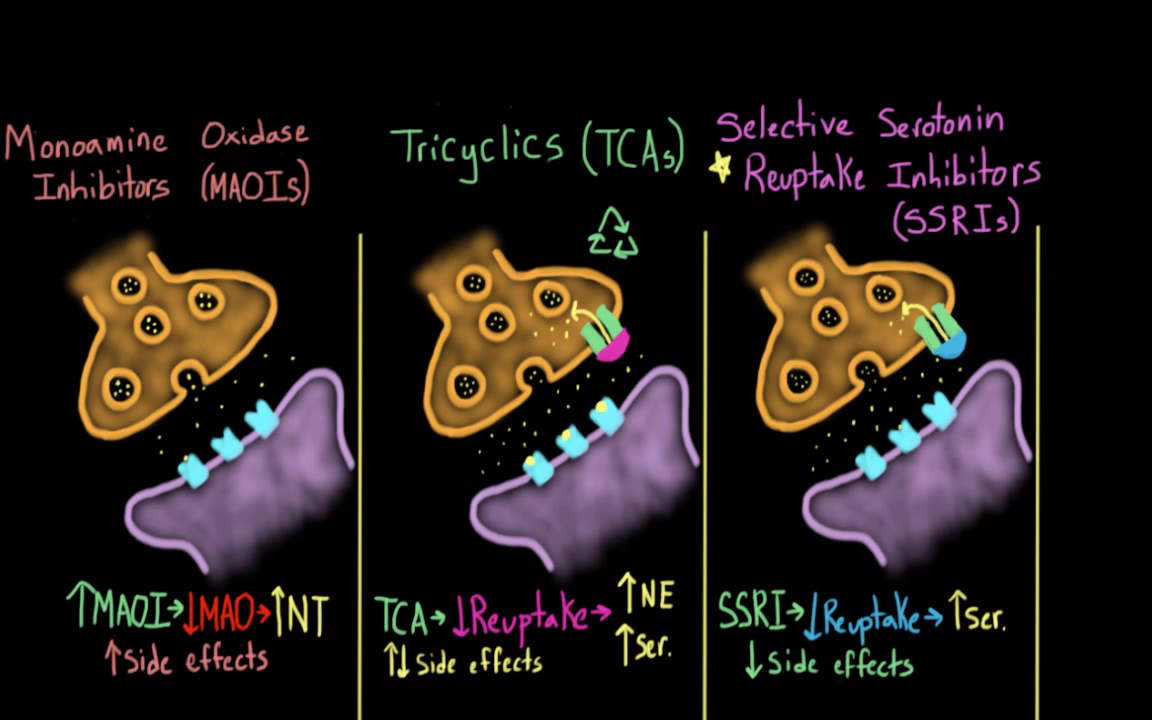 Monoamine Oxidase
Inhibitors (MAOIs)
Tricyclics (TCAs)
Selective Serotonin
Reuptake Inhibitors
(SSRIs)
↑MAOI→↓MAO→↑NT
↑Side effects
TCA→↓Reuptake→↑NE
↑Ser.
↑↓Side effects
SSRI→↓Reuptake→↑Ser.
↓Side effects